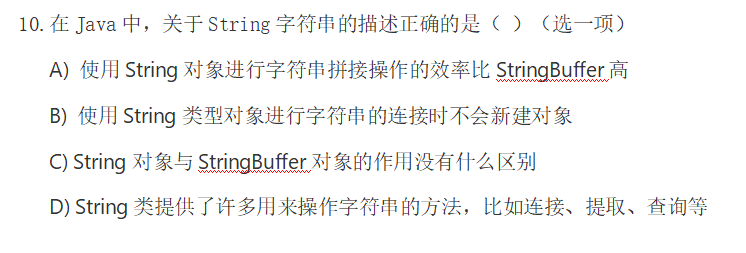 10. 在 Java 中，关于 String 字符串的描述正确的是（ ）（选一项）
A) 使用 String 对象进行字符串拼接操作的效率比 StringBuffer 高
B) 使用 String 类型对象进行字符串的连接时不会新建对象
C) String 对象与 StringBuffer 对象的作用没有什么区别
D) String 类提供了许多用来操作字符串的方法，比如连接、提取、查询等